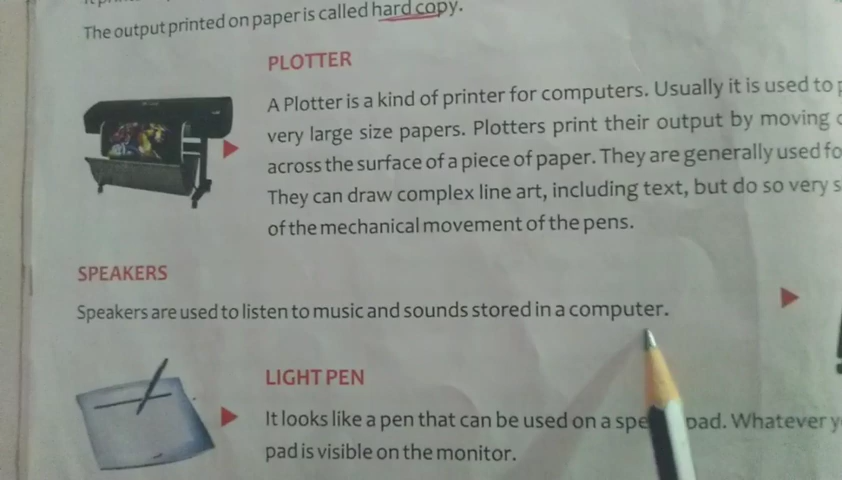 The output printed on paper is called hard copy.
PLOTTER
A Plotter is a kind of printer for computers. Usually it is used to
very large size papers. Plotters print their output by moving
across the surface of a piece of paper. They are generally used
They can draw complex line art, including text, but do so very
of the mechanical movement of the pens.
SPEAKERS
Speakers are used to listen to music and sounds stored in a computer.
LIGHT PEN
It looks like a pen that can be used on a pad. Whatever
pad is visible on the monitor.